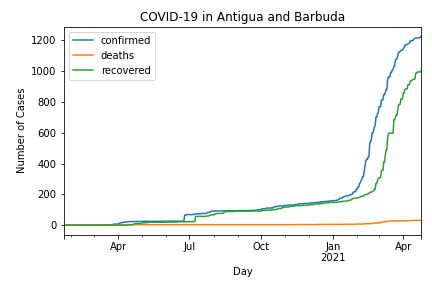 COVID-19 in Antigua and Barbuda
confirmed
deaths
recovered
Number of Cases
1200
1000
800
600
400
200
0
Apr
Jul
Oct
Jan
2021
Apr
Day